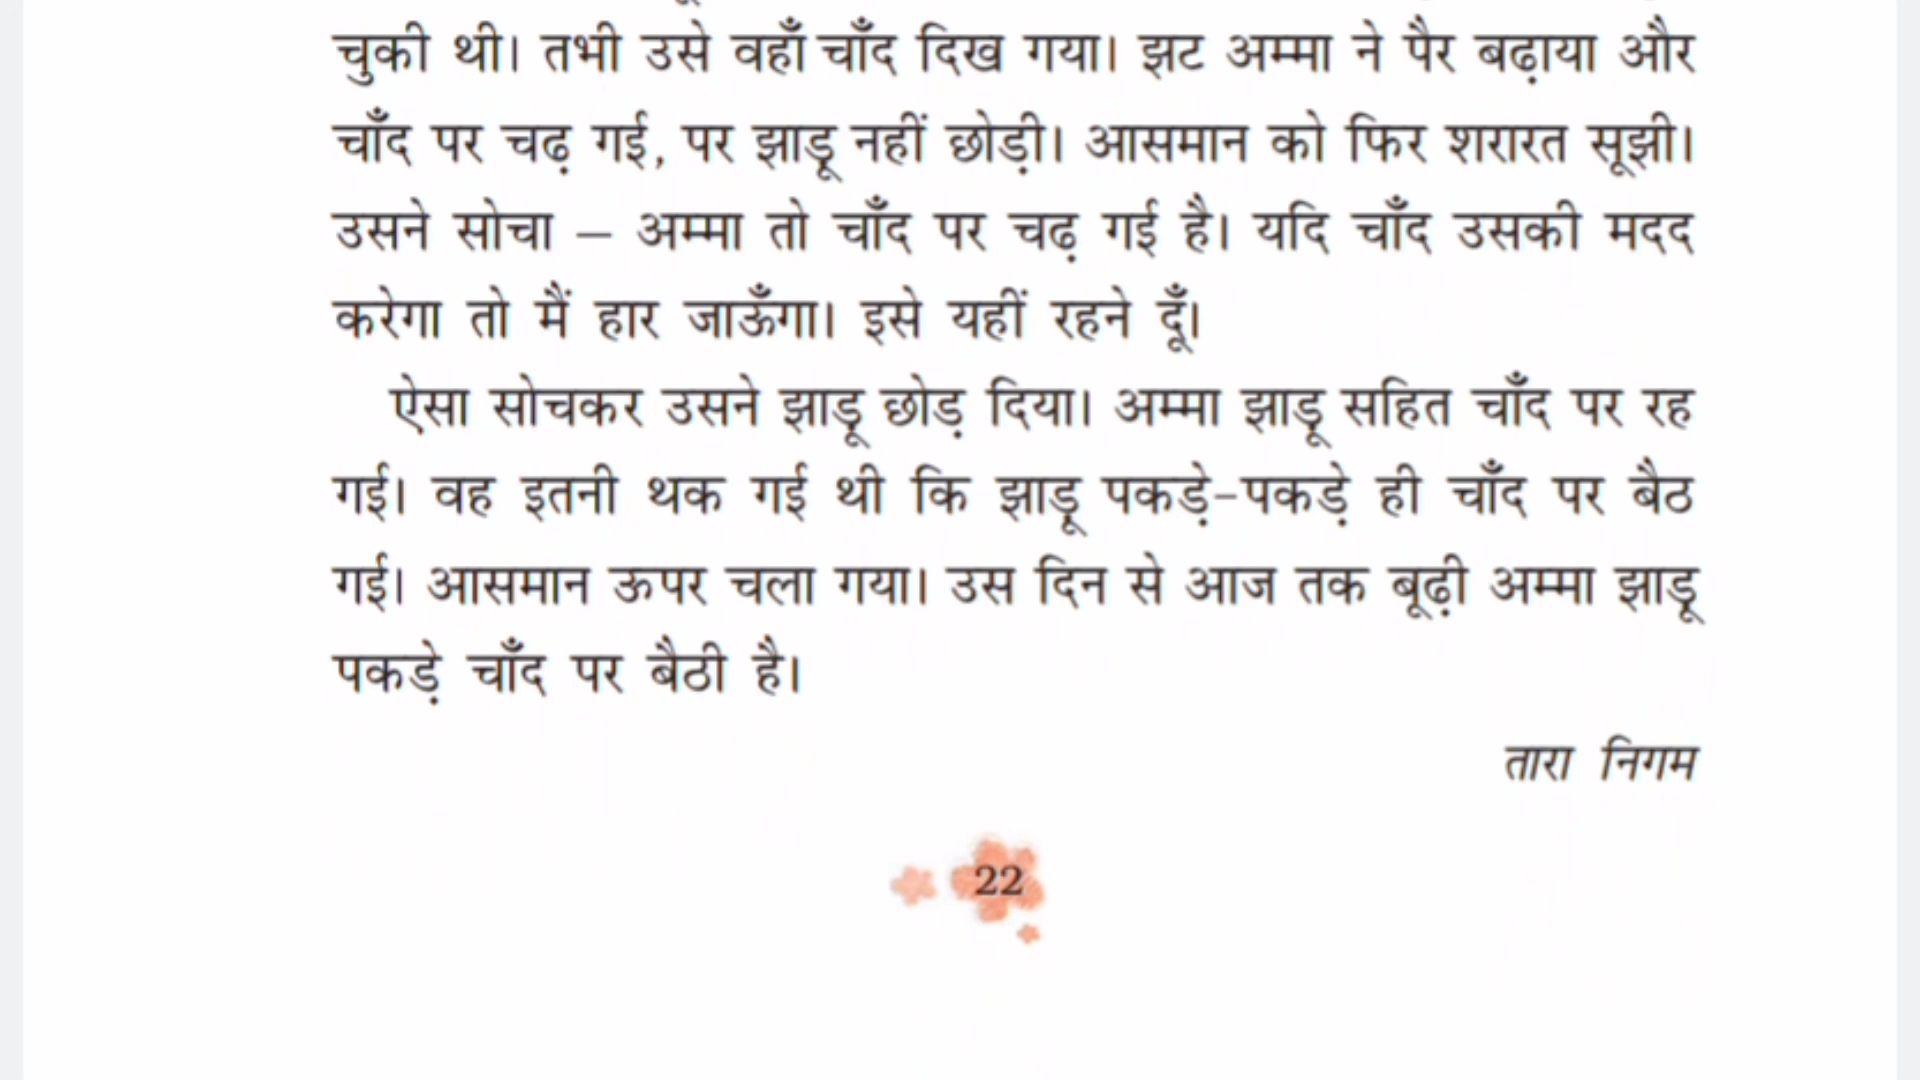 चुकी थी। तभी उसे वहाँ चाँद दिख गया। झट अम्मा ने पैर बढ़ाया और
चाँद पर चढ़ गई, पर झाड़ू नहीं छोड़ी। आसमान को फिर शरारत सूझी।
उसने सोचा – अम्मा तो चाँद पर चढ़ गई है। यदि चाँद उसकी मदद
करेगा तो मैं हार जाऊँगा। इसे यहीं रहने दूँ।
ऐसा सोचकर उसने झाड़ू छोड़ दिया। अम्मा झाड़ू सहित चाँद पर रह
गई। वह इतनी थक गई थी कि झाड़ू पकड़े-पकड़े ही चाँद पर बैठ
गई। आसमान ऊपर चला गया। उस दिन से आज तक बूढ़ी अम्मा झाड़ू
पकड़े चाँद पर बैठी है।
तारा निगम
22